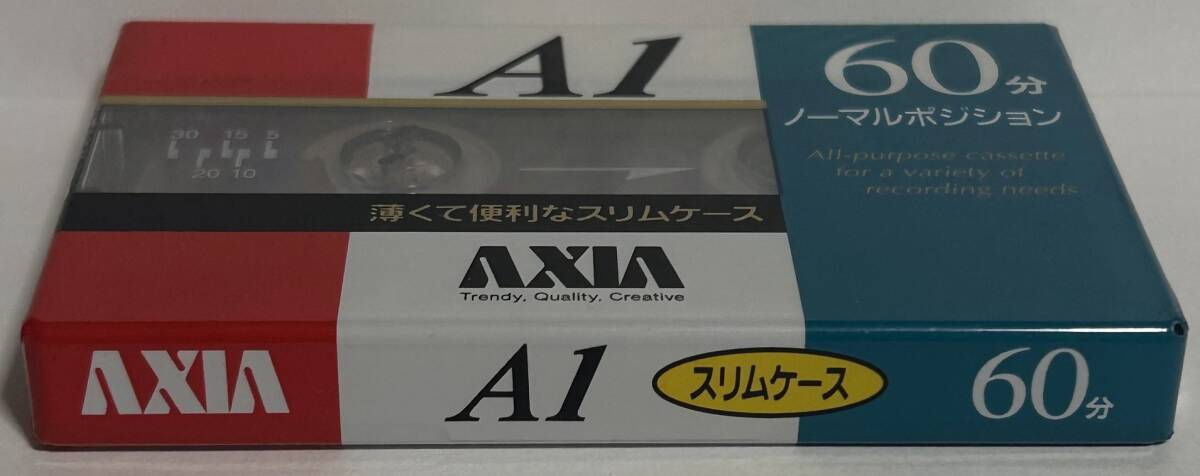 A1
60分
ノーマルポジション
All-purpose cassette
for a variety of
recording needs
30 15 5
20 10
薄くて便利なスリムケース
AXIA
Trendy, Quality, Creative
AXIA
A1
スリムケース
60分